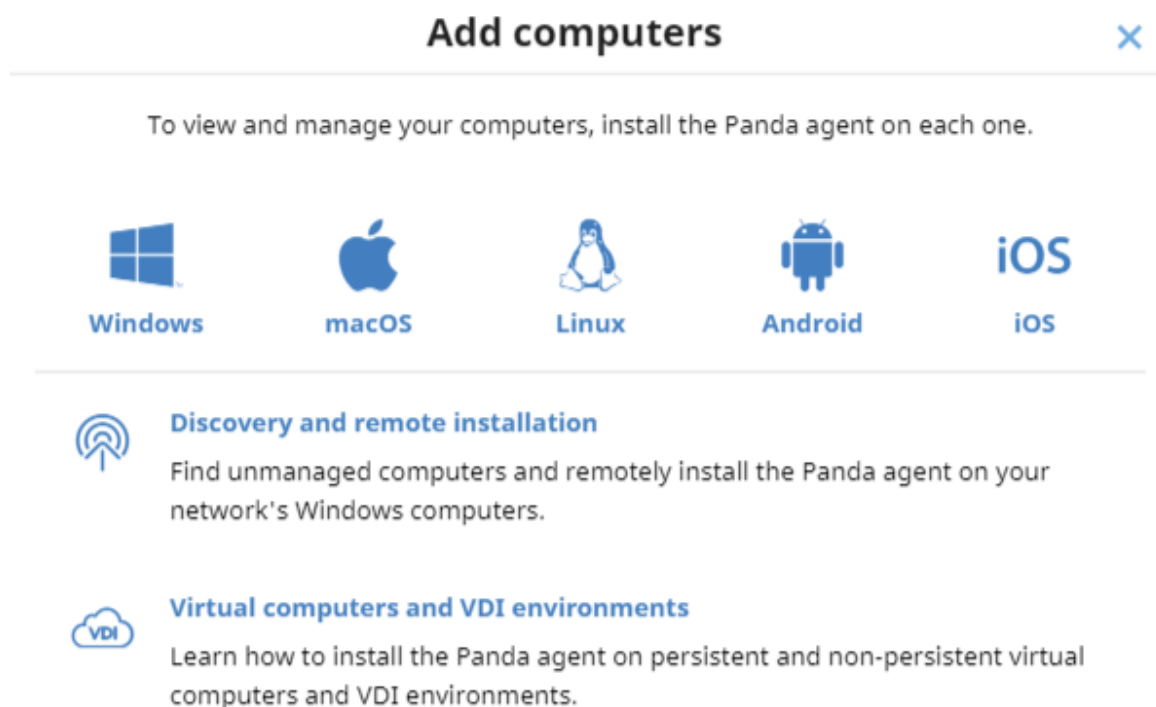 Add computers
To view and manage your computers, install the Panda agent on each one.
iOS
Windows
macOS
Linux
Android
iOS
Discovery and remote installation
Find unmanaged computers and remotely install the Panda agent on your
network's Windows computers.
VDI
Virtual computers and VDI environments
Learn how to install the Panda agent on persistent and non-persistent virtual
computers and VDI environments.